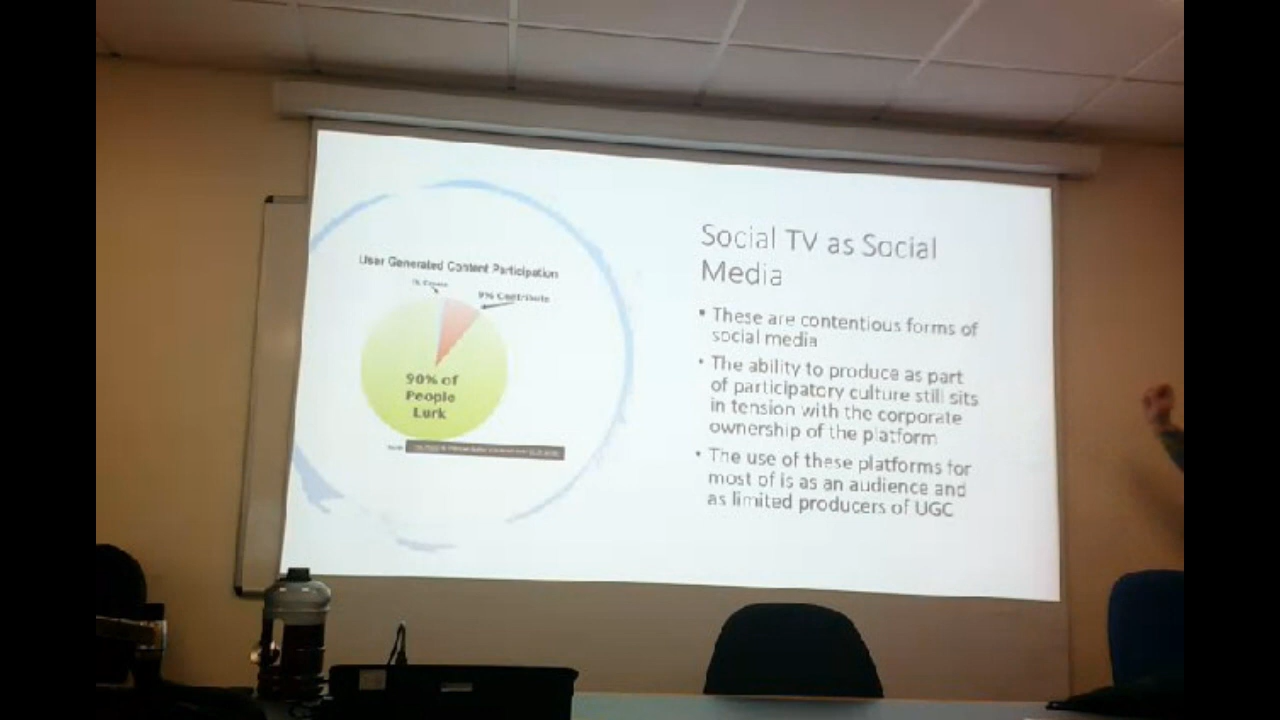 User Generated Content Participation
9% Contribute
90% of
People
Lurk
Social TV as Social
Media
▪ These are contentious forms of
social media
▪ The ability to produce as part
of participatory culture still sits
in tension with the corporate
ownership of the platform
▪ The use of these platforms for
most of is as an audience and
as limited producers of UGC